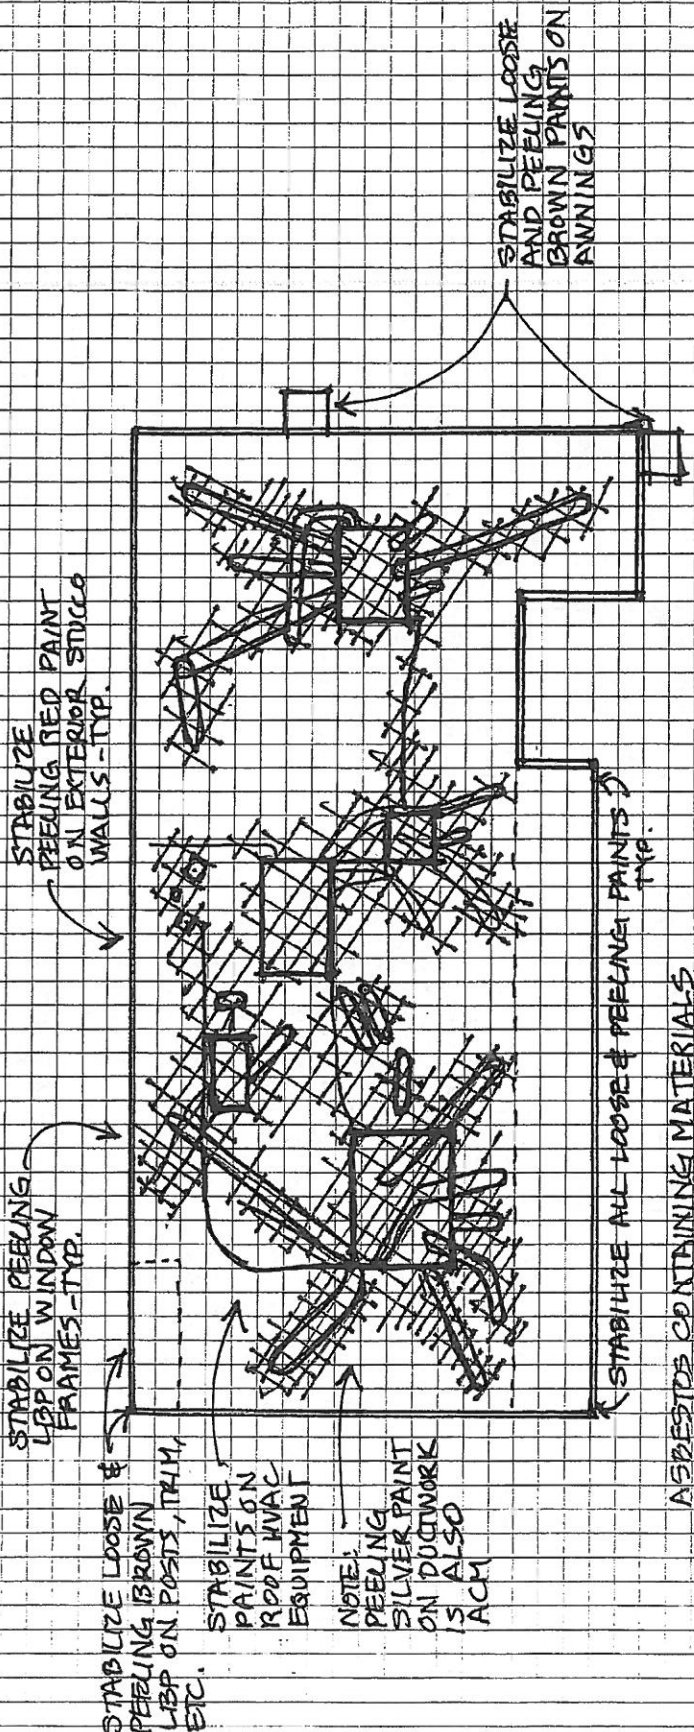 STABILIZE LOOSE &
PEELING BROWN
LBP ON POSTS, TRIM,
ETC.
STABILIZE PEELING
LBP ON WINDOW
FRAMES-TYP.
STABILIZE
PEELING RED PAINT
ON EXTERIOR STUCCO
WALLS-TYP.
STABILIZE
PAINTS ON
ROOF HVAC
EQUIPMENT
NOTE:
PEELING
SILVER PAINT
ON DUCTWORK
IS ALSO
ACM
STABILIZE LOOSE
AND PEELING
BROWN PAINTS ON
AWNINGS
STABILIZE ALL LOOSE & PEELING PAINTS
TYP.
ASBESTOS CONTAINING MATERIALS